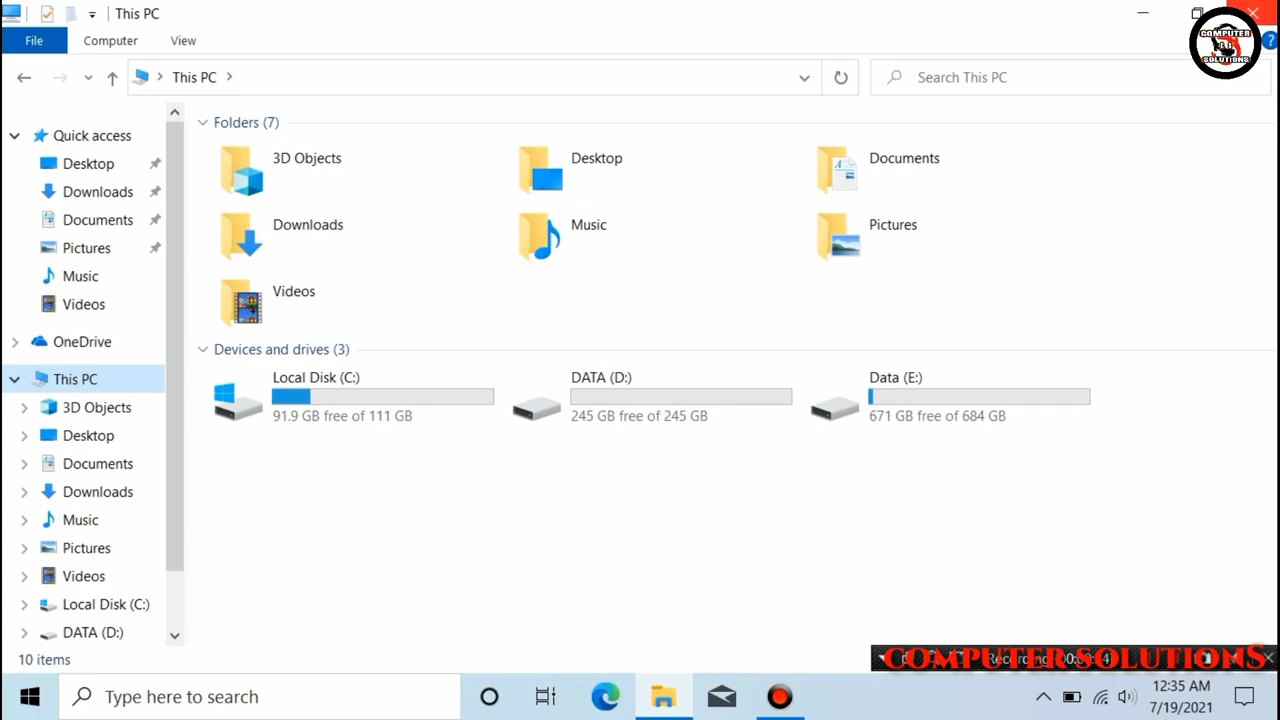 This PC
File
Computer
View
This PC
Search This PC
COMPUTER
SOLUTIONS
Quick access
Desktop
Downloads
Documents
Pictures
Music
Videos
OneDrive
This PC
3D Objects
Desktop
Documents
Downloads
Music
Pictures
Videos
Local Disk (C:)
DATA (D:)
Folders (7)
3D Objects
Desktop
Documents
Downloads
Music
Pictures
Videos
Devices and drives (3)
Local Disk (C:)
91.9 GB free of 111 GB
DATA (D:)
245 GB free of 245 GB
Data (E:)
671 GB free of 684 GB
10 items
COMPUTER SOLUTIONS
Type here to search
12:35 AM
7/19/2021